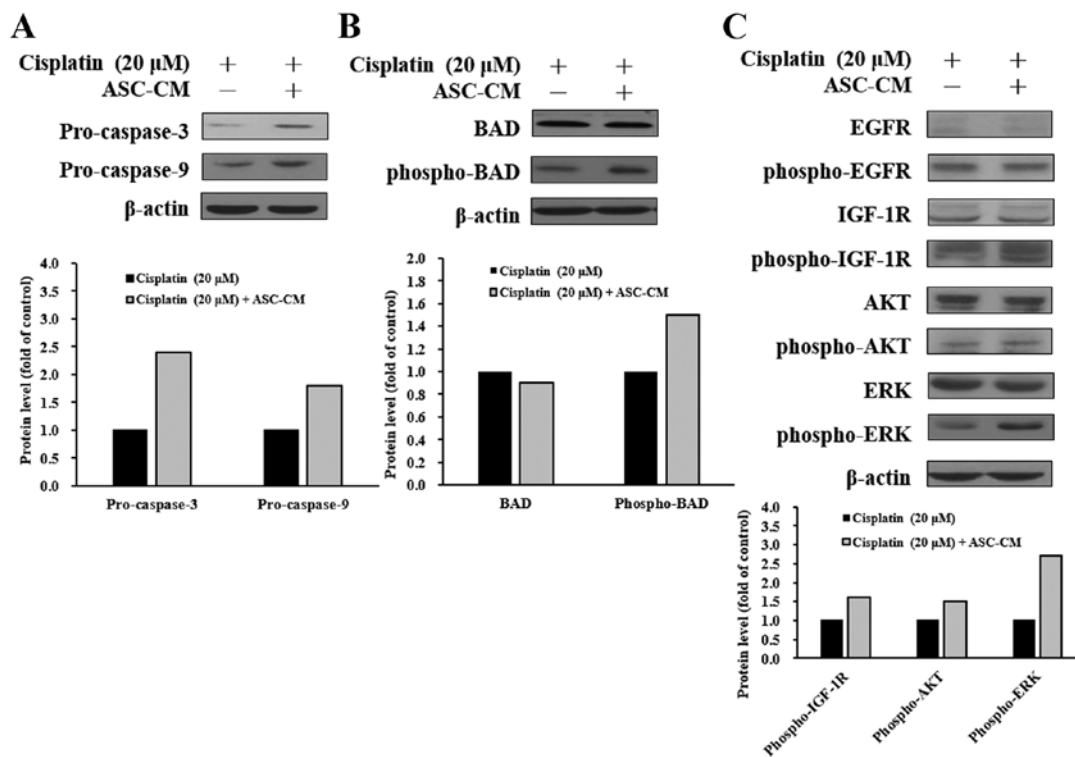 A
Cisplatin (20 μM) + +
ASC-CM − +
Pro-caspase-3
Pro-caspase-9
β-actin
Protein level (fold of control)
4.0
3.5
3.0
2.5
2.0
1.5
1.0
0.5
0.0
Cisplatin (20 μM)
Cisplatin (20 μM) + ASC-CM
Pro-caspase-3 Pro-caspase-9
B
Cisplatin (20 μM) + +
ASC-CM − +
BAD
phospho-BAD
β-actin
Protein level (fold of control)
2.0
1.8
1.6
1.4
1.2
1.0
0.8
0.6
0.4
0.2
0.0
Cisplatin (20 μM)
Cisplatin (20 μM) + ASC-CM
BAD Phospho-BAD
C
Cisplatin (20 μM) + +
ASC-CM − +
EGFR
phospho-EGFR
IGF-1R
phospho-IGF-1R
AKT
phospho-AKT
ERK
phospho-ERK
β-actin
Protein level (fold of control)
4.0
3.5
3.0
2.5
2.0
1.5
1.0
0.5
0.0
Cisplatin (20 μM)
Cisplatin (20 μM) + ASC-CM
Phospho-IGF-1R
Phospho-AKT
Phospho-ERK